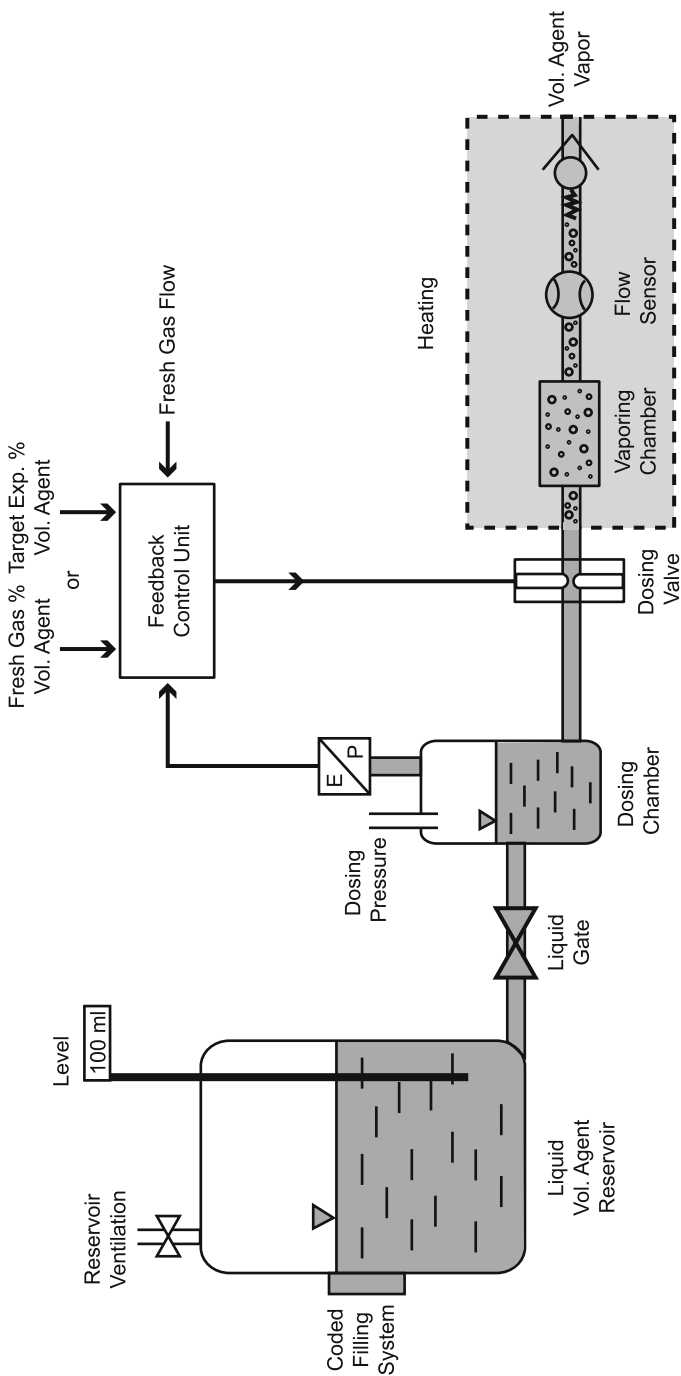 Fresh Gas % Target Exp. %
Vol. Agent
or
Vol. Agent
Feedback
Control Unit
Fresh Gas Flow
Level
100 ml
Reservoir
Ventilation
Coded
Filling
System
Liquid
Vol. Agent
Reservoir
Liquid
Gate
Dosing
Pressure
E
P
Dosing
Chamber
Dosing
Valve
Heating
Vaporing
Chamber
Flow
Sensor
Vol. Agent
Vapor